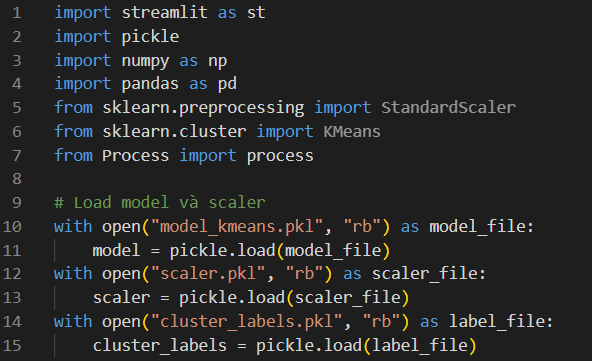 1 import streamlit as st
2 import pickle
3 import numpy as np
4 import pandas as pd
5 from sklearn.preprocessing import StandardScaler
6 from sklearn.cluster import KMeans
7 from Process import process
8
9 # Load model và scaler
10 with open("model_kmeans.pkl", "rb") as model_file:
11     model = pickle.load(model_file)
12 with open("scaler.pkl", "rb") as scaler_file:
13     scaler = pickle.load(scaler_file)
14 with open("cluster_labels.pkl", "rb") as label_file:
15     cluster_labels = pickle.load(label_file)